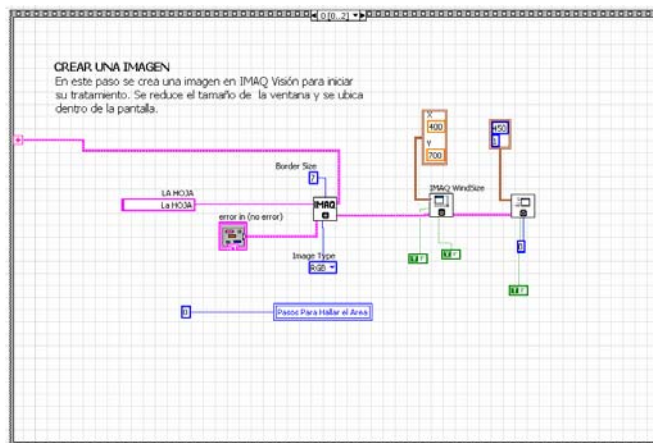 0 [0..2]
CREAR UNA IMAGEN
En este paso se crea una imagen en IMAQ Visión para iniciar
su tratamiento. Se reduce el tamaño de la ventana y se ubica
dentro de la pantalla.
X
400
Y
700
450
Border Size
7
IMAQ WindSize
LA HOJA
La HOJA
IMAQ
error in (no error)
Image Type
RGB
0
Pasos Para Hallar el Area